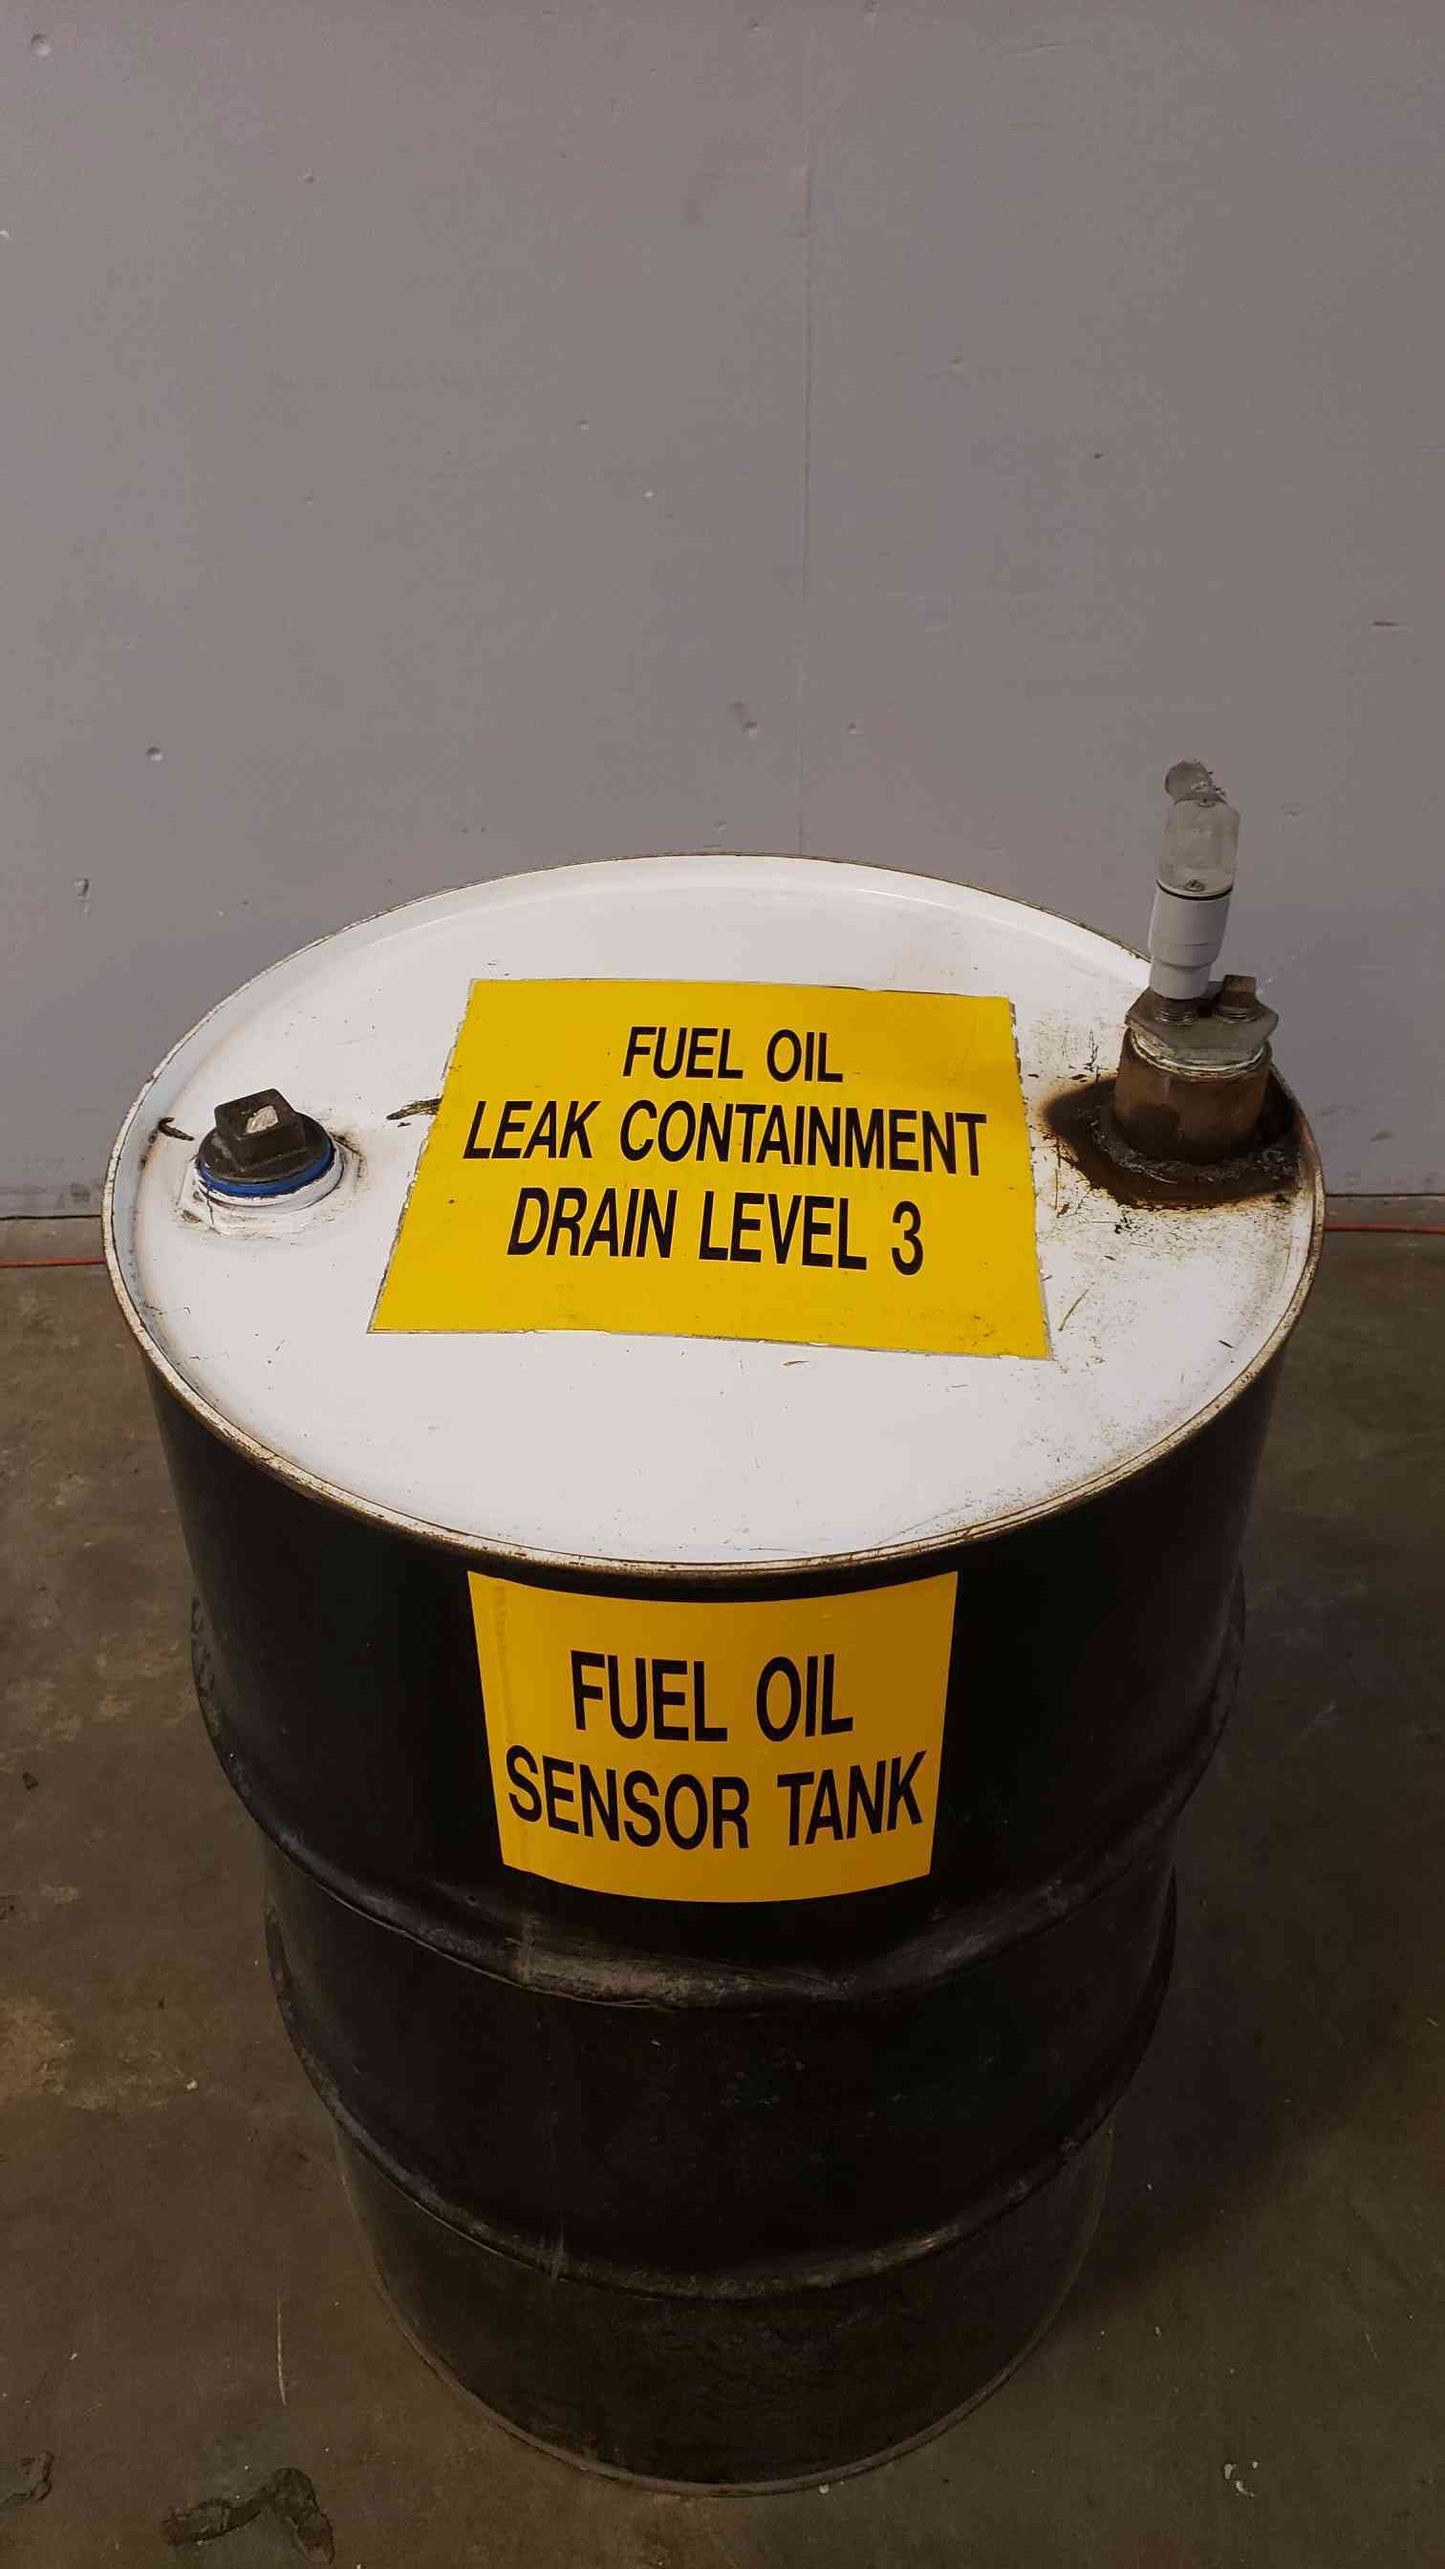 FUEL OIL
LEAK CONTAINMENT
DRAIN LEVEL 3
FUEL OIL
SENSOR TANK